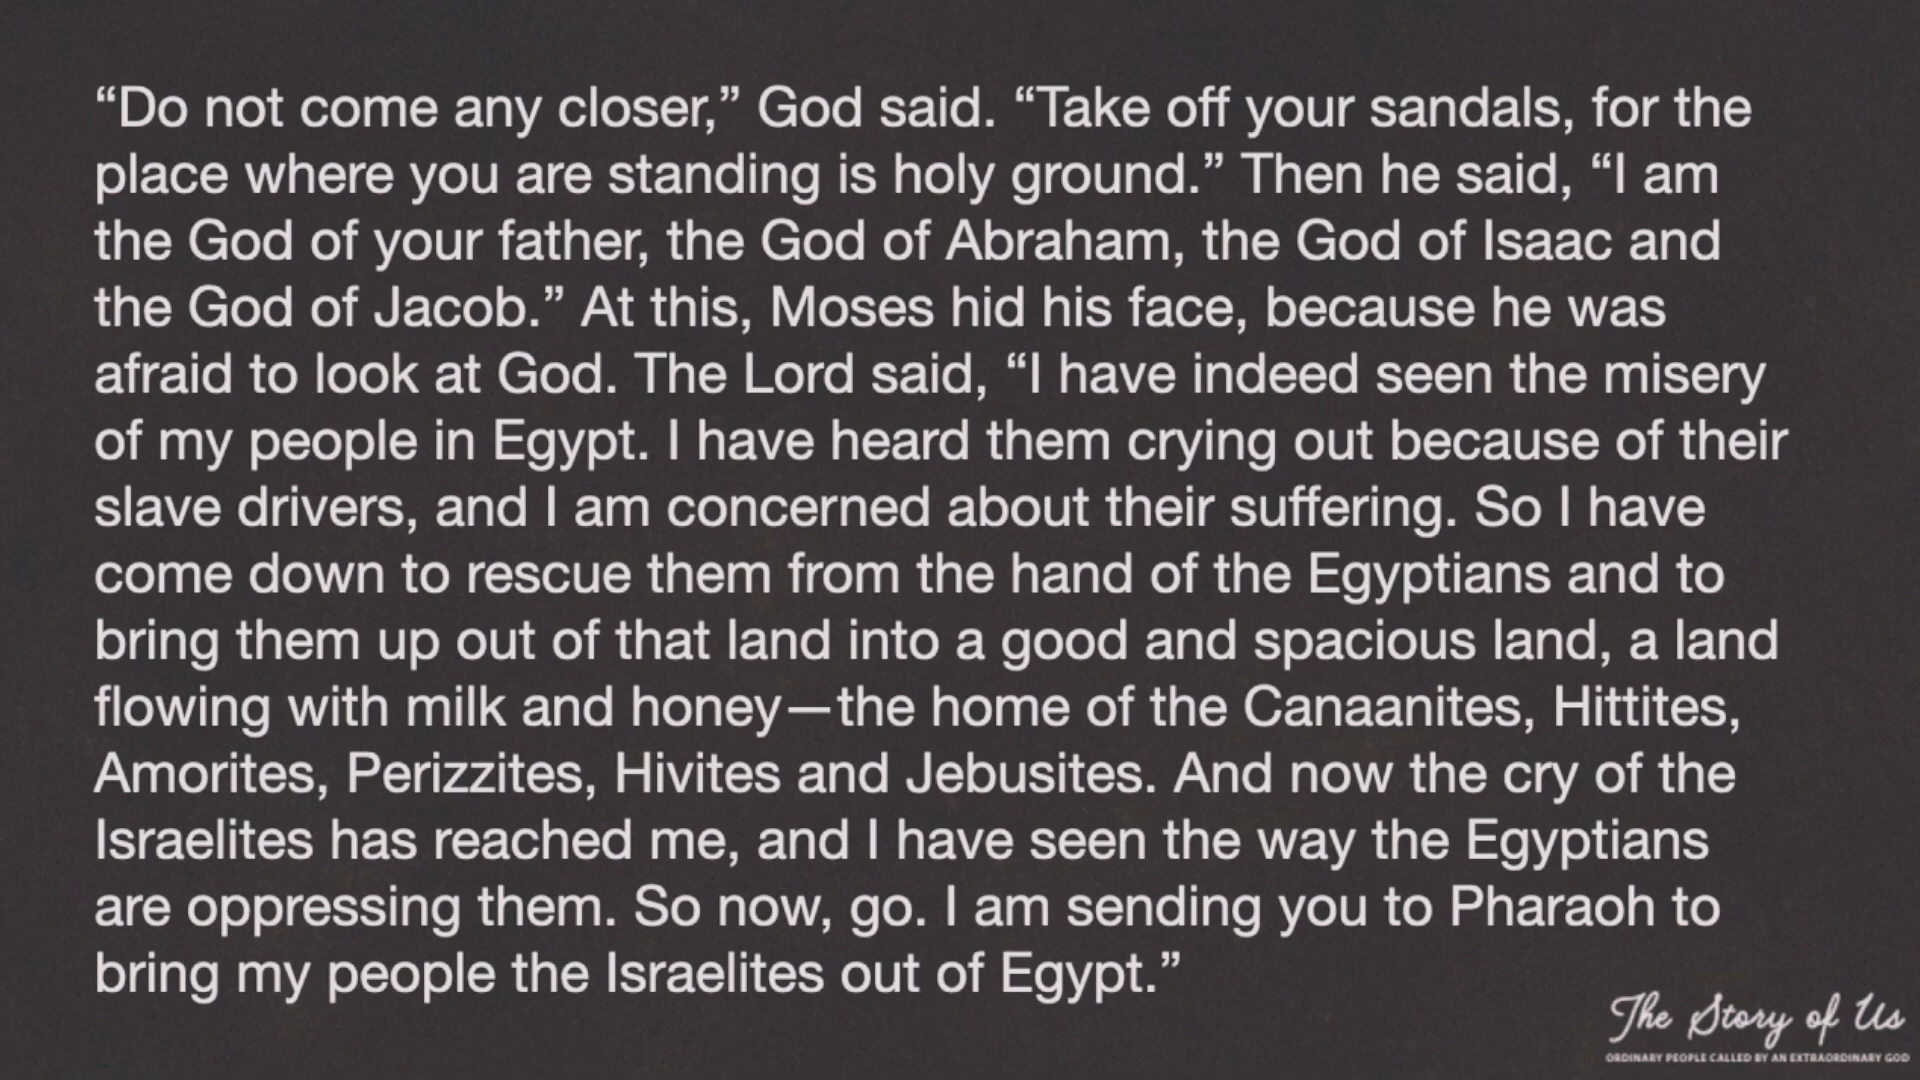 “Do not come any closer,” God said. “Take off your sandals, for the
place where you are standing is holy ground.” Then he said, “I am
the God of your father, the God of Abraham, the God of Isaac and
the God of Jacob.” At this, Moses hid his face, because he was
afraid to look at God. The Lord said, “I have indeed seen the misery
of my people in Egypt. I have heard them crying out because of their
slave drivers, and I am concerned about their suffering. So I have
come down to rescue them from the hand of the Egyptians and to
bring them up out of that land into a good and spacious land, a land
flowing with milk and honey—the home of the Canaanites, Hittites,
Amorites, Perizzites, Hivites and Jebusites. And now the cry of the
Israelites has reached me, and I have seen the way the Egyptians
are oppressing them. So now, go. I am sending you to Pharaoh to
bring my people the Israelites out of Egypt.”
The Story of Us
ORDINARY PEOPLE CALLED BY AN EXTRAORDINARY GOD